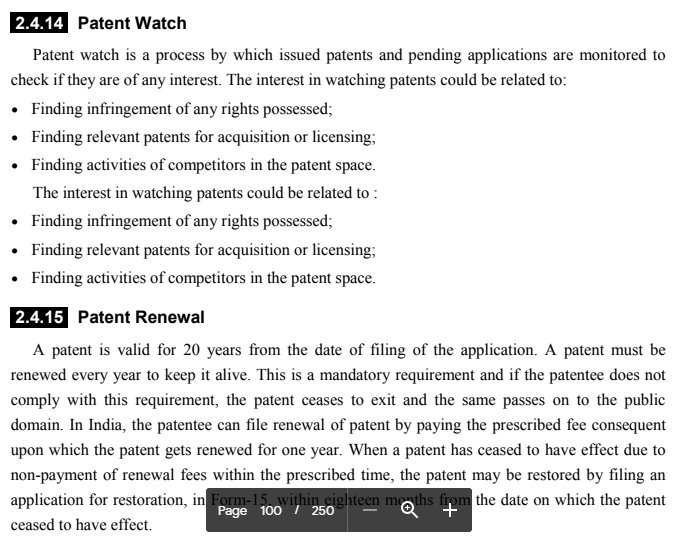 2.4.14 Patent Watch
Patent watch is a process by which issued patents and pending applications are monitored to
check if they are of any interest. The interest in watching patents could be related to:
• Finding infringement of any rights possessed;
• Finding relevant patents for acquisition or licensing;
• Finding activities of competitors in the patent space.
The interest in watching patents could be related to :
• Finding infringement of any rights possessed;
• Finding relevant patents for acquisition or licensing;
• Finding activities of competitors in the patent space.
2.4.15 Patent Renewal
A patent is valid for 20 years from the date of filing of the application. A patent must be
renewed every year to keep it alive. This is a mandatory requirement and if the patentee does not
comply with this requirement, the patent ceases to exit and the same passes on to the public
domain. In India, the patentee can file renewal of patent by paying the prescribed fee consequent
upon which the patent gets renewed for one year. When a patent has ceased to have effect due to
non-payment of renewal fees within the prescribed time, the patent may be restored by filing an
application for restoration, in Form-15, within eighteen months from the date on which the patent
ceased to have effect.
Page 100 / 250